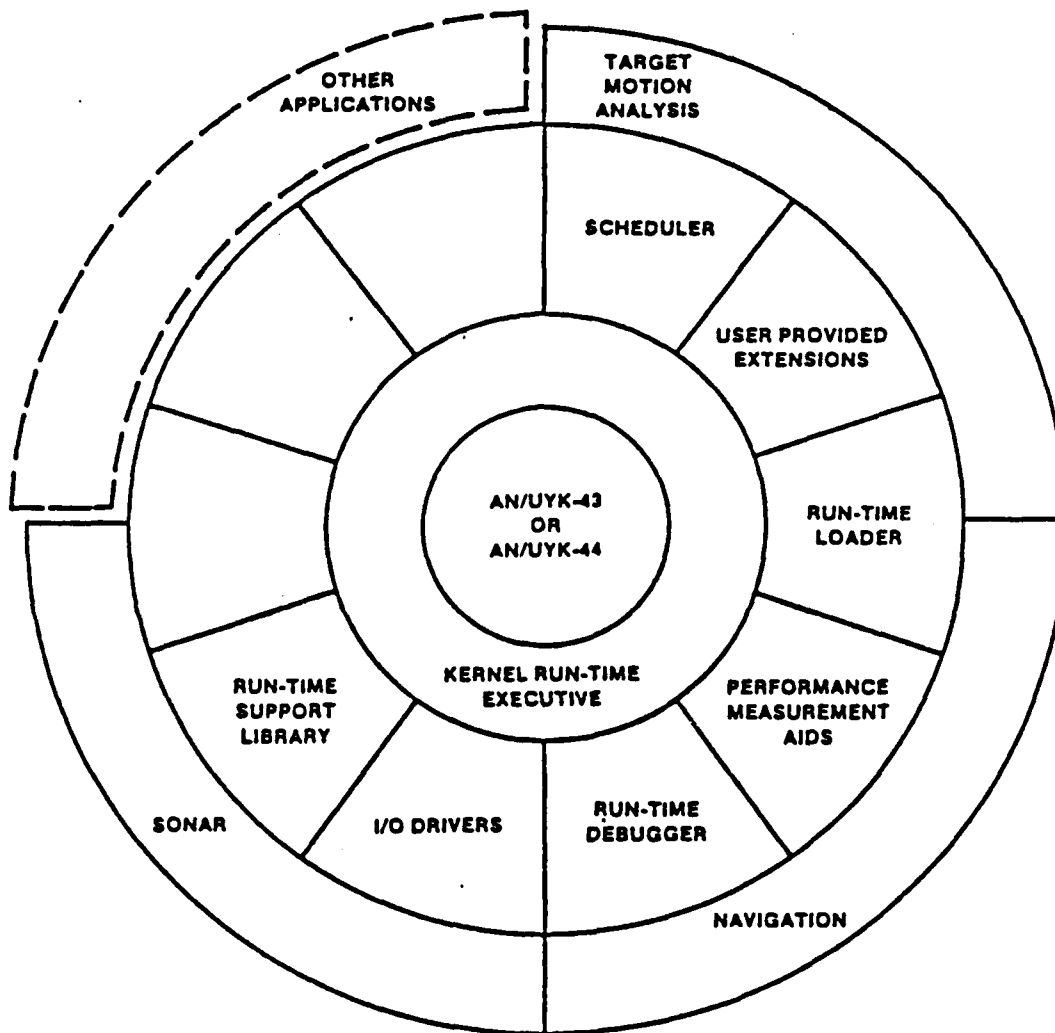 OTHER
APPLICATIONS
TARGET
MOTION
ANALYSIS
SCHEDULER
USER PROVIDED
EXTENSIONS
RUN-TIME
LOADER
AN/UYK-43
OR
AN/UYK-44
KERNEL RUN-TIME
EXECUTIVE
PERFORMANCE
MEASUREMENT
AIDS
RUN-TIME
SUPPORT
LIBRARY
I/O DRIVERS
RUN-TIME
DEBUGGER
SONAR
NAVIGATION